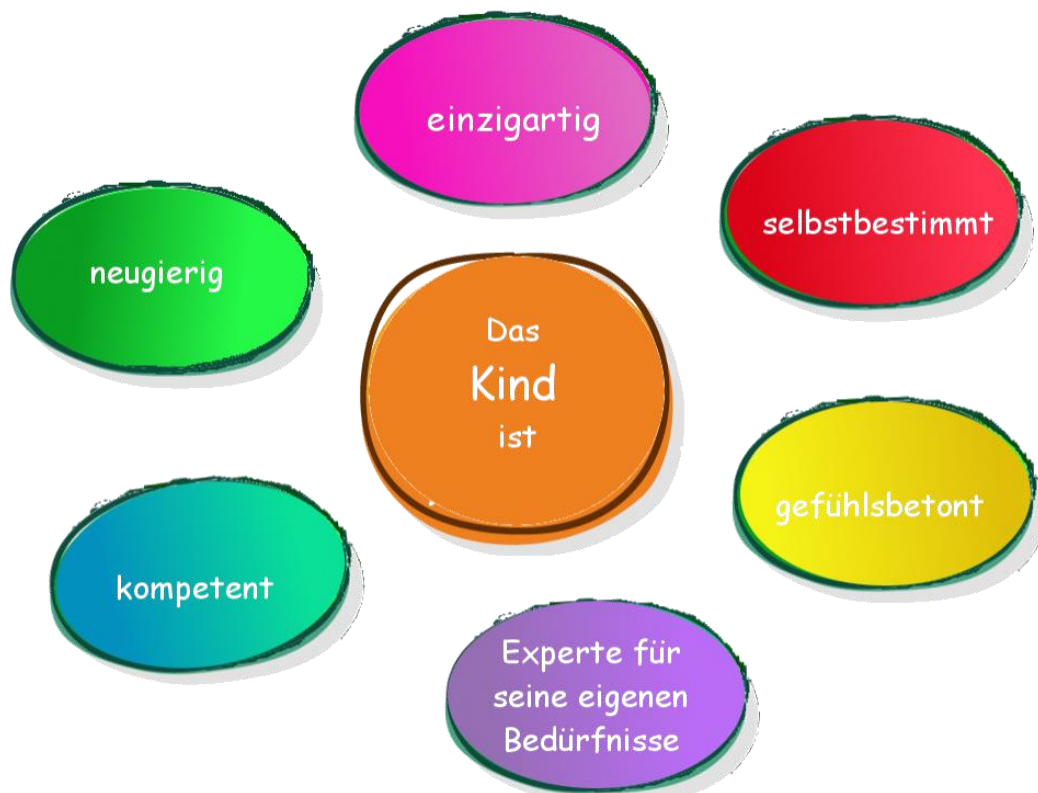 einzigartig
selbstbestimmt
neugierig
Das
Kind
ist
gefühlsbetont
kompetent
Experte für
seine eigenen
Bedürfnisse